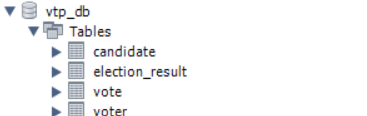 vtp_db
Tables
candidate
election_result
vote
voter